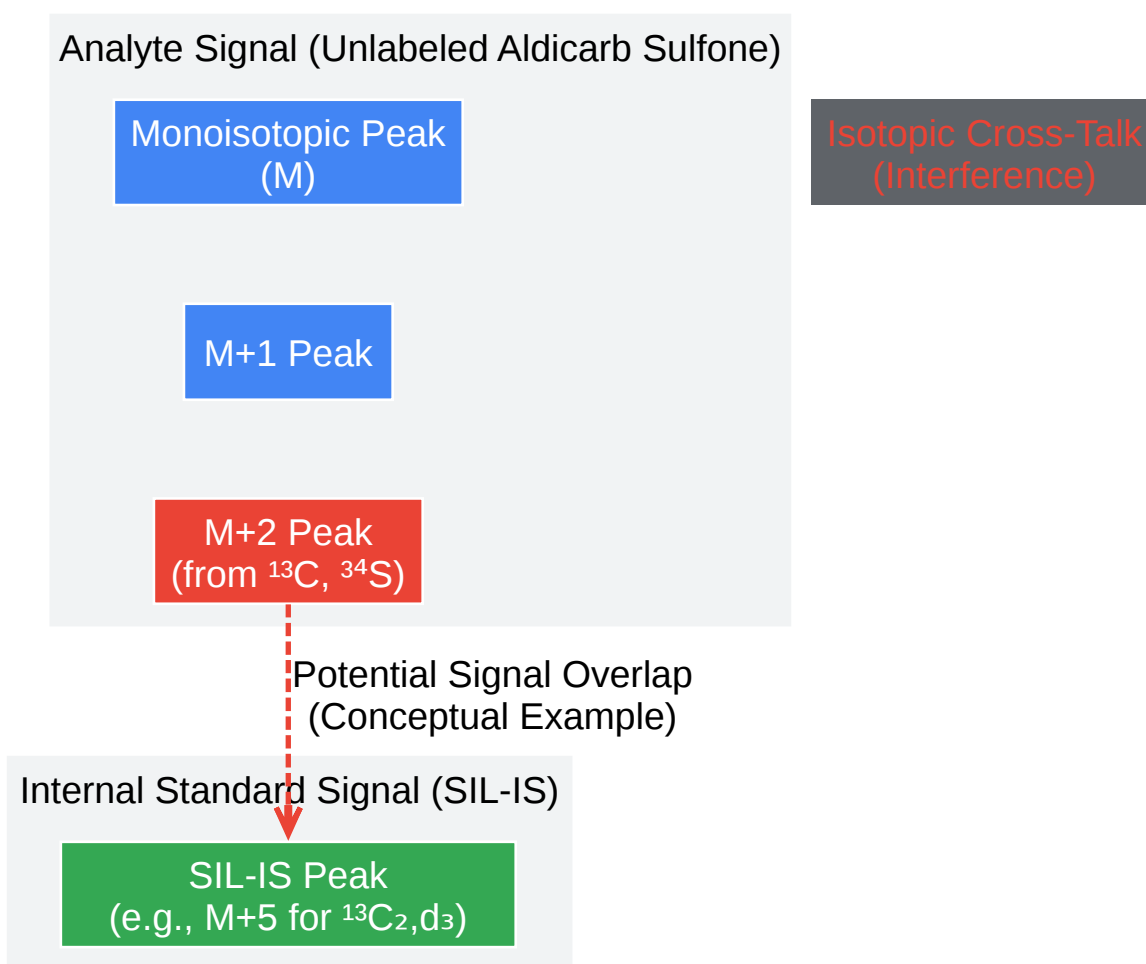 Analyte Signal (Unlabeled Aldicarb Sulfone)
Monoisotopic Peak
(M)
Isotopic Cross-Talk
(Interference)
M+1 Peak
M+2 Peak
(from ¹³C, ³⁴S)
Potential Signal Overlap
(Conceptual Example)
Internal Standard Signal (SIL-IS)
SIL-IS Peak
(e.g., M+5 for ¹³C₂,d₃)